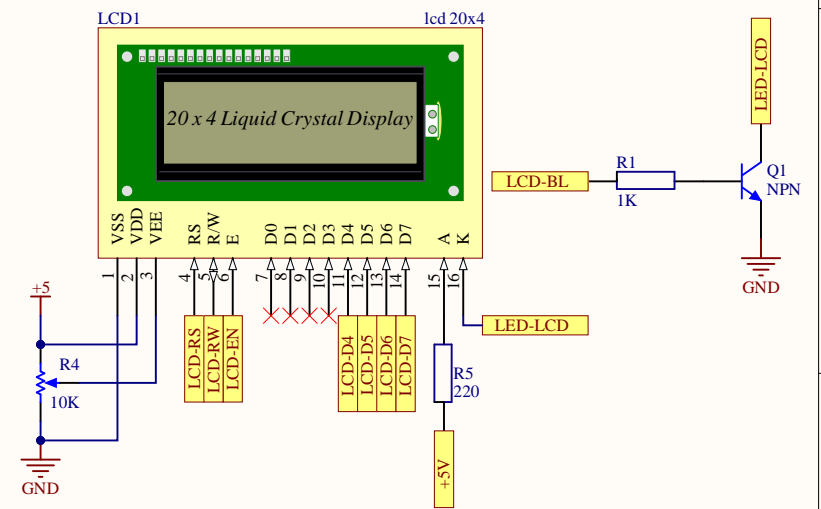 LCD1
lcd 20x4
20 x 4 Liquid Crystal Display
VSS
VDD
VEE
RS
R/W
E
D0
D1
D2
D3
D4
D5
D6
D7
A
K
1
2
3
4
5
6
7
8
9
10
11
12
13
14
15
16
LCD-RS
LCD-RW
LCD-EN
LCD-D4
LCD-D5
LCD-D6
LCD-D7
LED-LCD
R5
220
+5V
+5
R4
10K
GND
LCD-BL
R1
1K
LED-LCD
Q1
NPN
GND